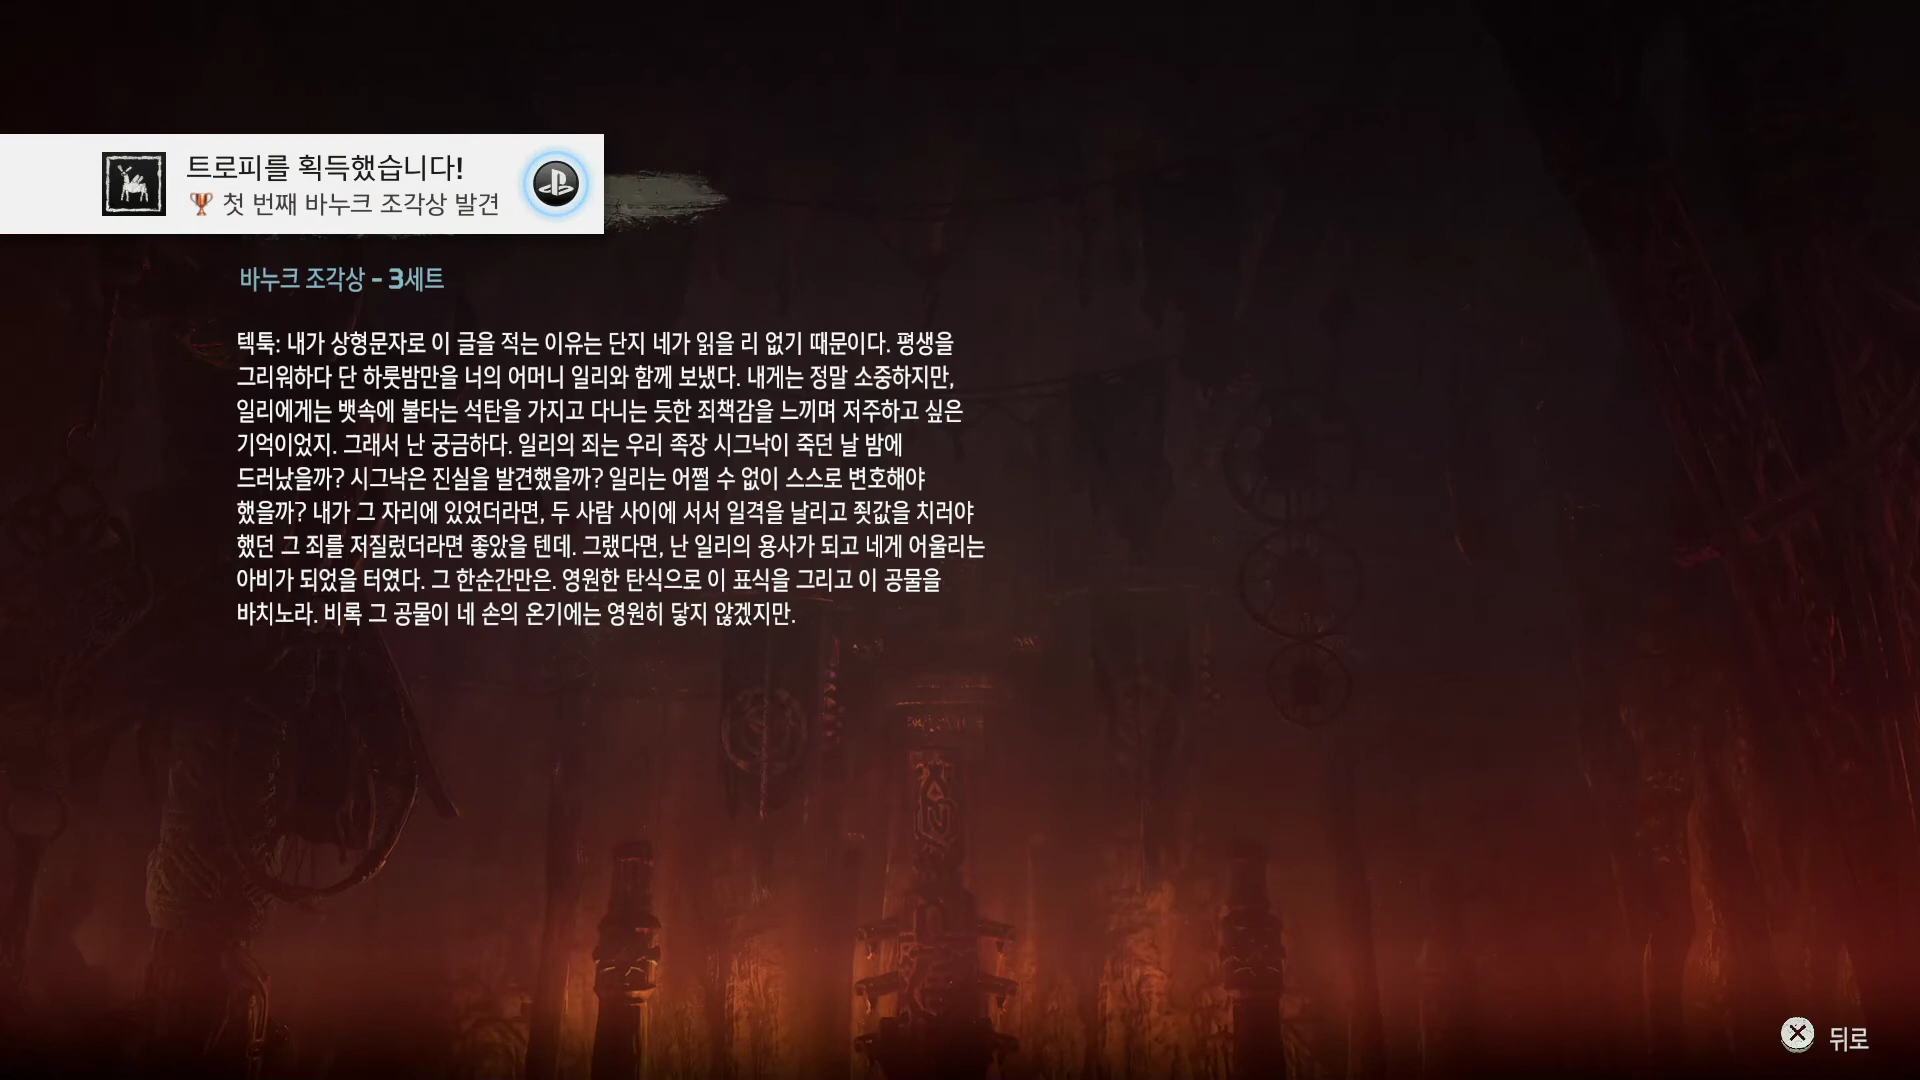 트로피를 획득했습니다!
첫 번째 바누크 조각상 발견
바누크 조각상 - 3세트
텍툭: 내가 상형문자로 이 글을 적는 이유는 단지 네가 읽을 리 없기 때문이다. 평생을
그리워하다 단 하룻밤만을 너의 어머니 일리와 함께 보냈다. 내게는 정말 소중하지만,
일리에게는 뱃속에 불타는 석탄을 가지고 다니는 듯한 죄책감을 느끼며 저주하고 싶은
기억이었지. 그래서 난 궁금하다. 일리의 죄는 우리 족장 시그낙이 죽던 날 밤에
드러났을까? 시그낙은 진실을 발견했을까? 일리는 어쩔 수 없이 스스로 변호해야
했을까? 내가 그 자리에 있었더라면, 두 사람 사이에 서서 일격을 날리고 죗값을 치러야
했던 그 죄를 저질렀더라면 좋았을 텐데. 그랬다면, 난 일리의 용사가 되고 네게 어울리는
아비가 되었을 터였다. 그 한순간만은. 영원한 탄식으로 이 표식을 그리고 이 공물을
바치노라. 비록 그 공물이 네 손의 온기에는 영원히 닿지 않겠지만.
뒤로